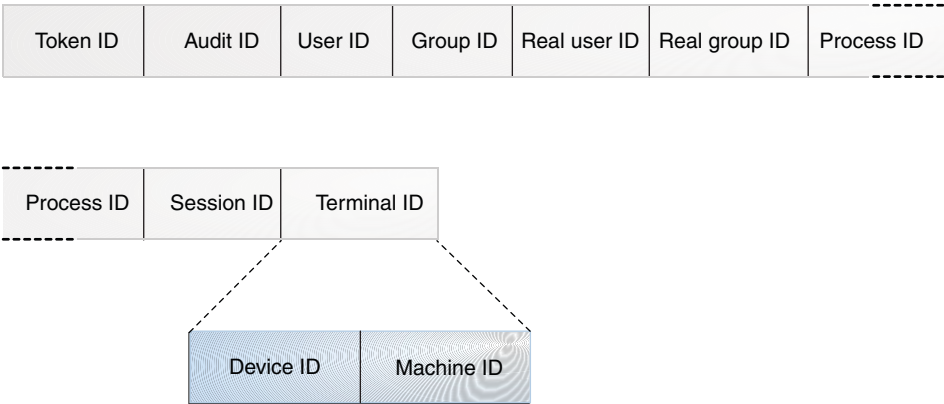 Token ID Audit ID User ID Group ID Real user ID Real group ID Process ID
Process ID Session ID Terminal ID
Device ID Machine ID